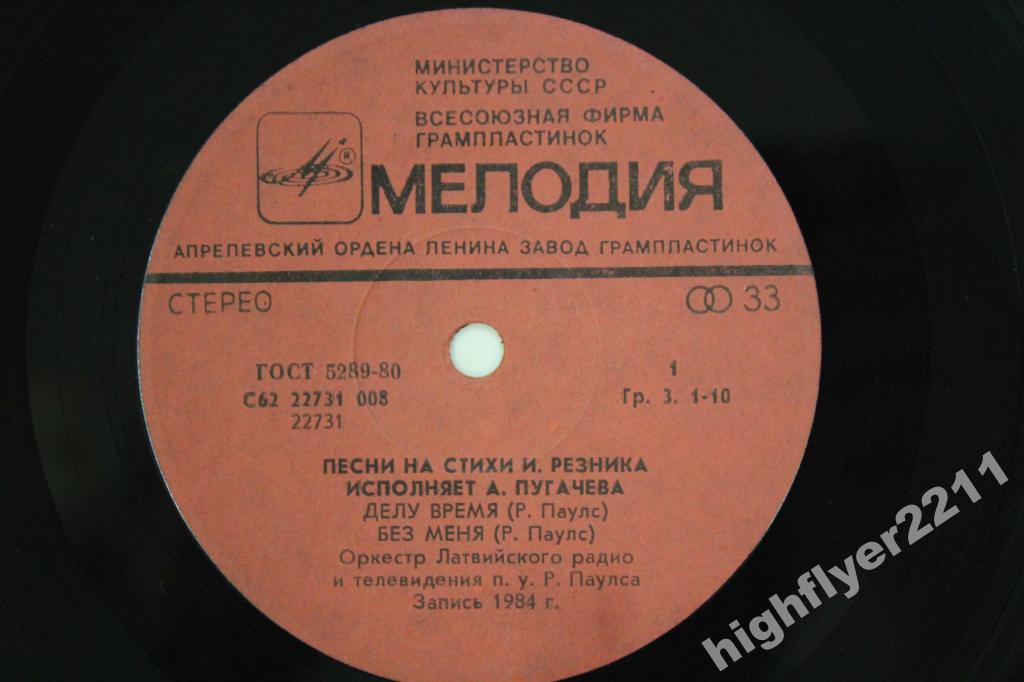 МИНИСТЕРСТВО
КУЛЬТУРЫ СССР
ВСЕСОЮЗНАЯ ФИРМА
ГРАМПЛАСТИНОК
®
МЕЛОДИЯ
АПРЕЛЕВСКИЙ ОРДЕНА ЛЕНИНА ЗАВОД ГРАМПЛАСТИНОК
СТЕРЕО 33
ГОСТ 5289-80 1
С62 22731 008 Гр. 3. 1-10
22731
ПЕСНИ НА СТИХИ И. РЕЗНИКА
ИСПОЛНЯЕТ А. ПУГАЧЕВА
ДЕЛУ ВРЕМЯ (Р. Паулс)
БЕЗ МЕНЯ (Р. Паулс)
Оркестр Латвийского радио
и телевидения п. у. Р. Паулса
Запись 1984 г.
highflyer2211